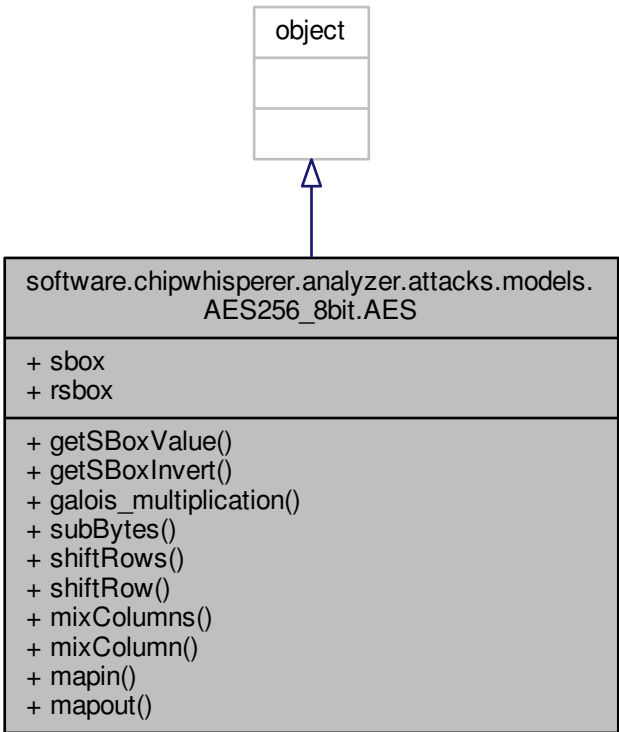 object
software.chipwhisperer.analyzer.attacks.models.
AES256_8bit.AES
+ sbox
+ rsbox
+ getSBoxValue()
+ getSBoxInvert()
+ galois_multiplication()
+ subBytes()
+ shiftRows()
+ shiftRow()
+ mixColumns()
+ mixColumn()
+ mapin()
+ mapout()